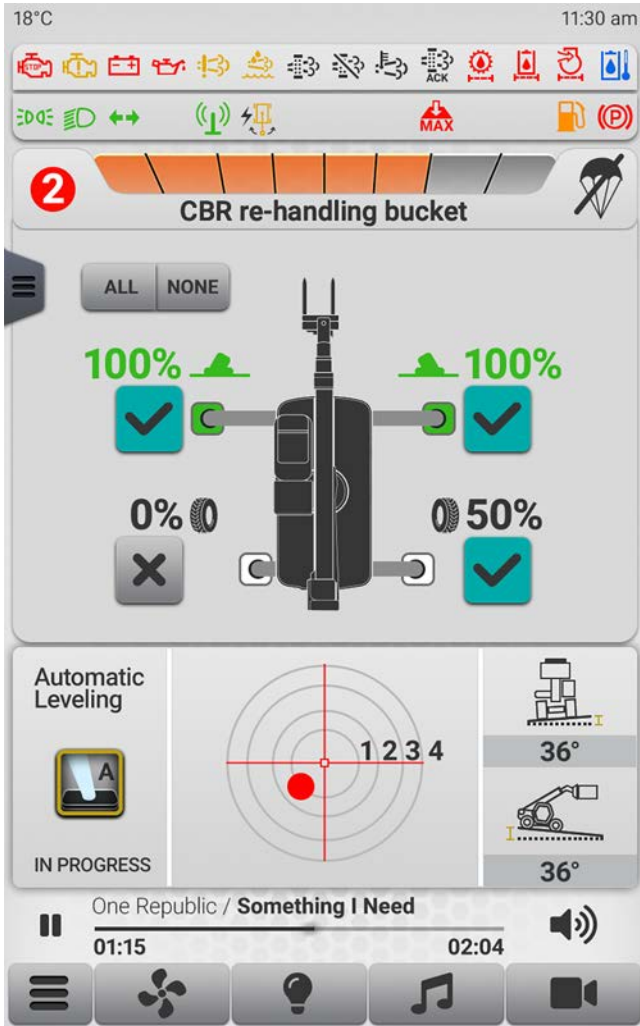 18°C 11:30 am
STOP
ACK
MAX
P
2
CBR re-handling bucket
ALL NONE
100% 100%
0% 50%
Automatic
Leveling
A
1 2 3 4
36°
IN PROGRESS
36°
One Republic / Something I Need
01:15 02:04